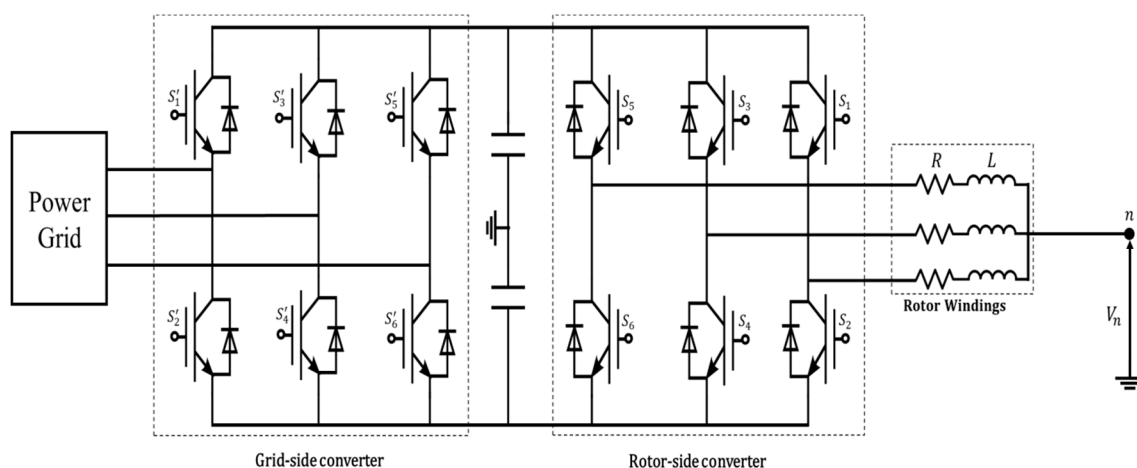 S′₁
S′₃
S′₅
S₅
S₃
S₁
Power
Grid
R
L
n
S′₂
S′₄
S′₆
S₆
S₄
S₂
Rotor Windings
Vₙ
Grid-side converter
Rotor-side converter